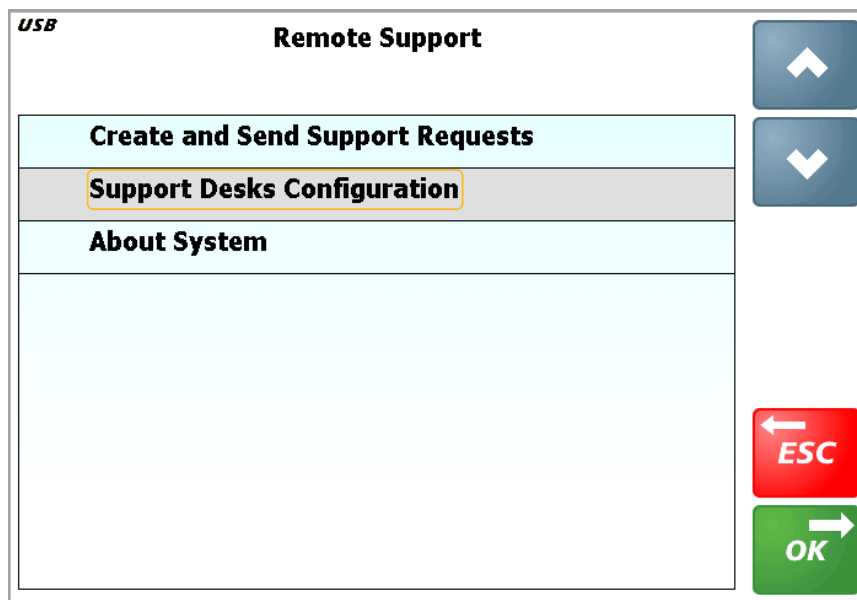 USB
Remote Support
Create and Send Support Requests
Support Desks Configuration
About System
ESC
OK